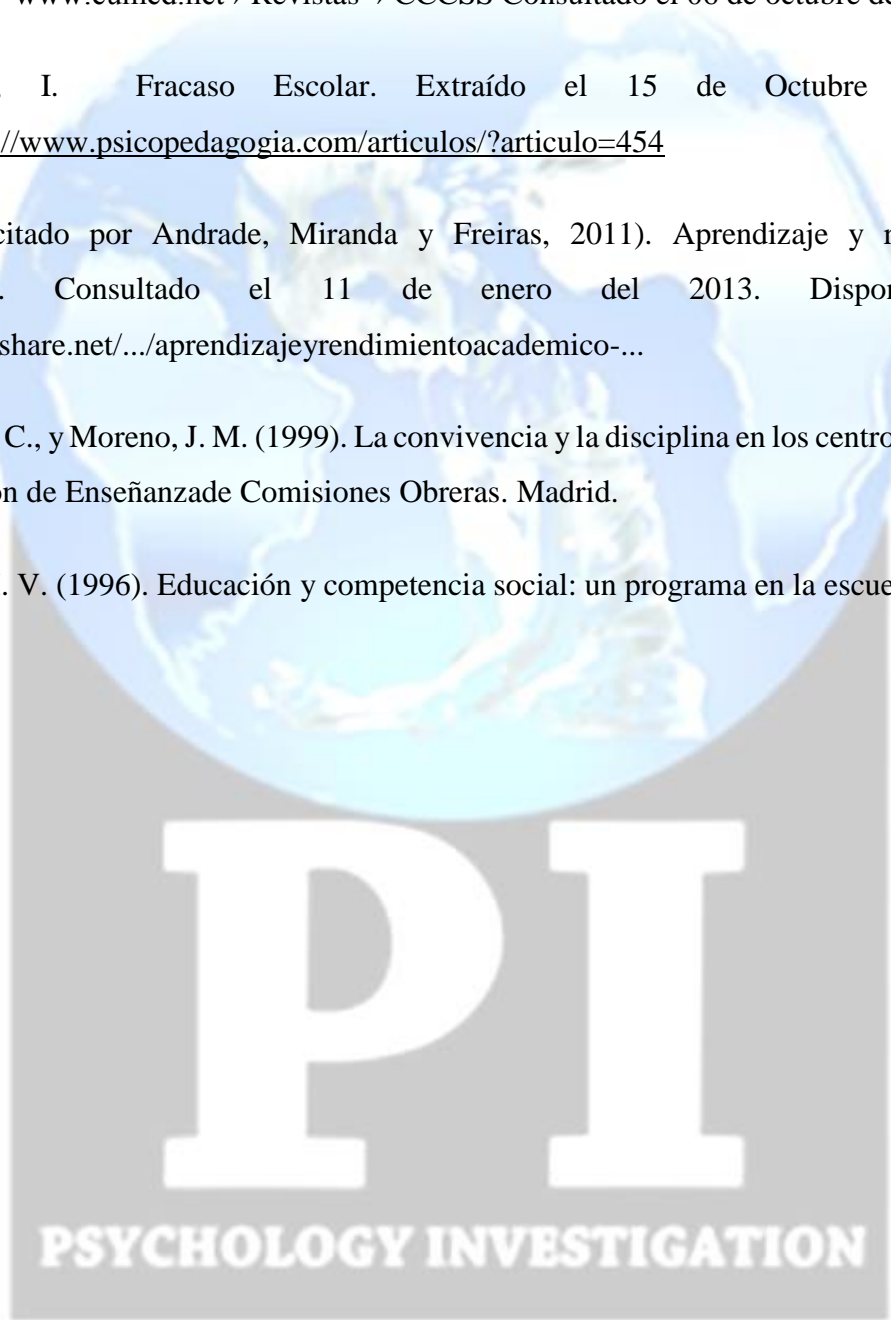 www.eumed.net › Revistas › CCCSS Consultado el 06 de octubre de
I. Fracaso Escolar. Extraído el 15 de Octubre
://www.psicopedagogia.com/articulos/?articulo=454
citado por Andrade, Miranda y Freiras, 2011). Aprendizaje y
. Consultado el 11 de enero del 2013.
share.net/.../aprendizajeyrendimientoacademico-...
C., y Moreno, J. M. (1999). La convivencia y la disciplina en los centro
de Enseñanzade Comisiones Obreras. Madrid.
. V. (1996). Educación y competencia social: un programa en la
PI
PSYCHOLOGY INVESTIGATION